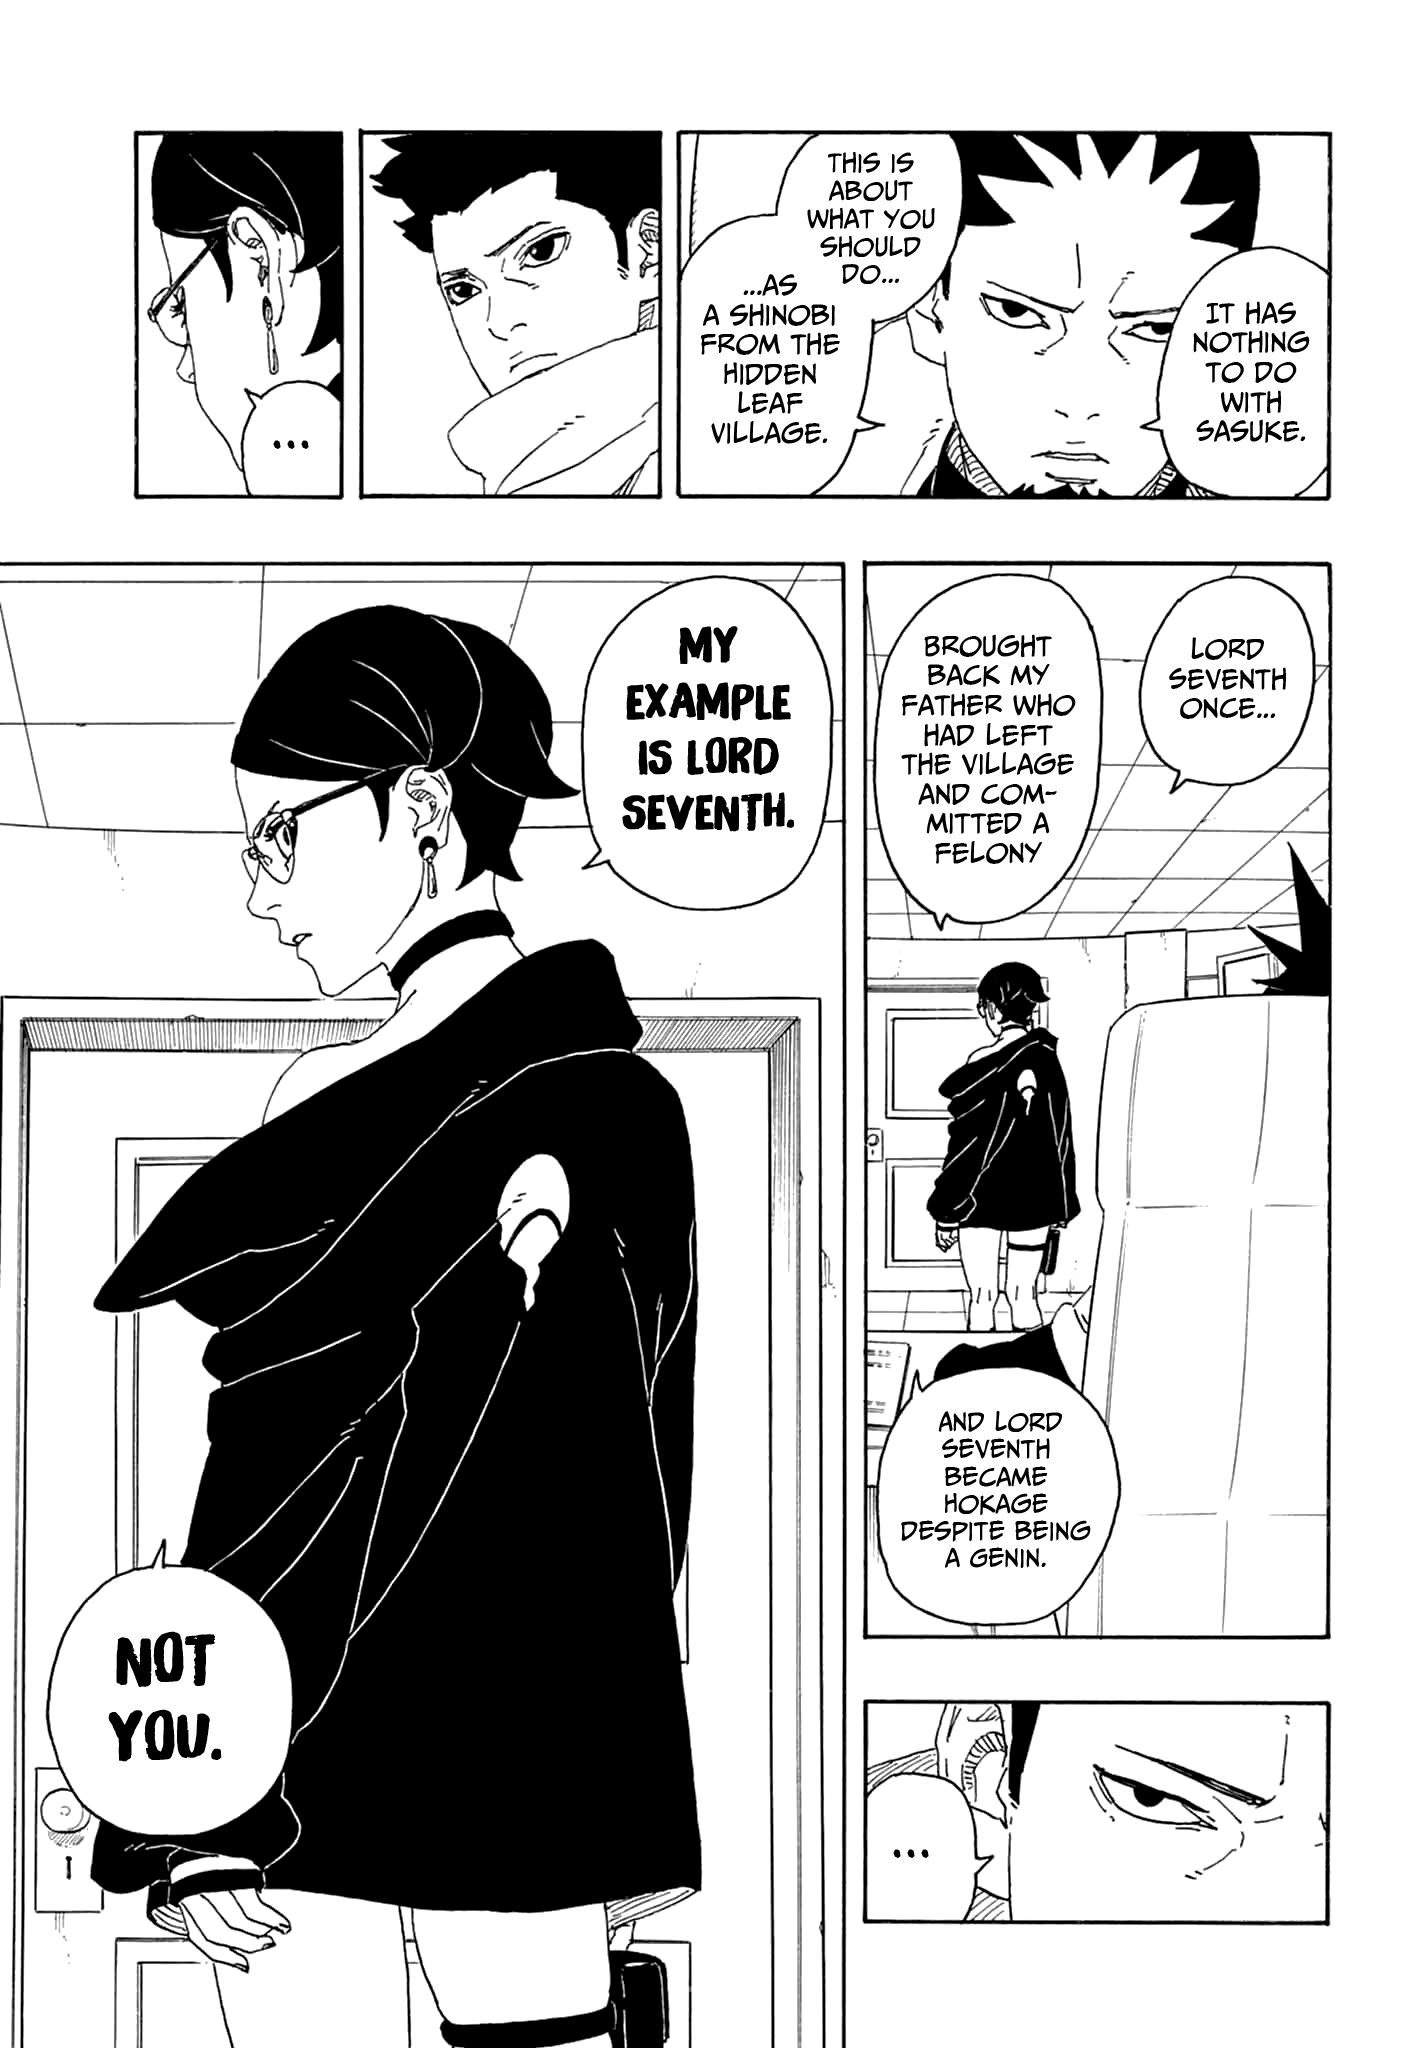 IT HAS
NOTHING
TO DO
WITH
SASUKE.
THIS IS
ABOUT
WHAT YOU
SHOULD
DO...
...AS
A SHINOBI
FROM THE
HIDDEN
LEAF
VILLAGE.
...
LORD
SEVENTH
ONCE...
BROUGHT
BACK MY
FATHER WHO
HAD LEFT
THE VILLAGE
AND COM-
MITTED A
FELONY
AND LORD
SEVENTH
BECAME
HOKAGE
DESPITE BEING
A GENIN.
...
MY
EXAMPLE
IS LORD
SEVENTH.
NOT
YOU.